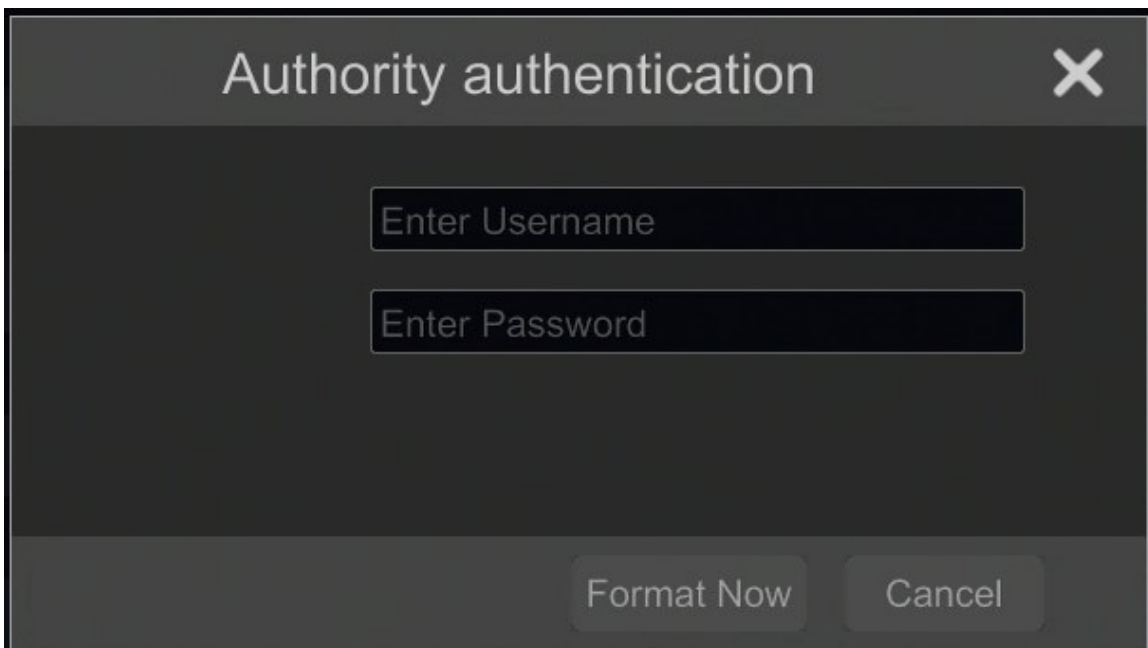 Authority authentication
Enter Username
Enter Password
Format Now Cancel